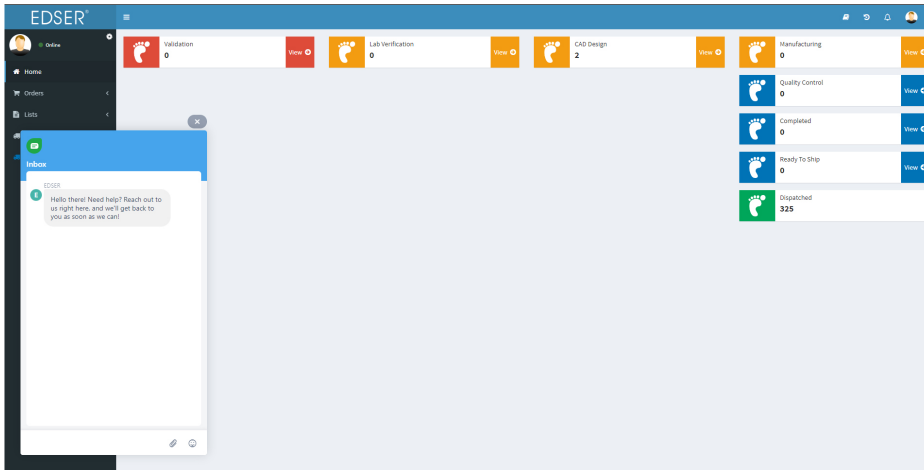 EDSER®
Online
Home
Orders
Lists
Validation
0
View
Lab Verification
0
View
CAD Design
2
View
Manufacturing
0
View
Quality Control
0
View
Completed
0
View
Ready To Ship
0
View
Dispatched
325
Inbox
EDSER
E
Hello there! Need help? Reach out to
us right here, and we'll get back to
you as soon as we can!